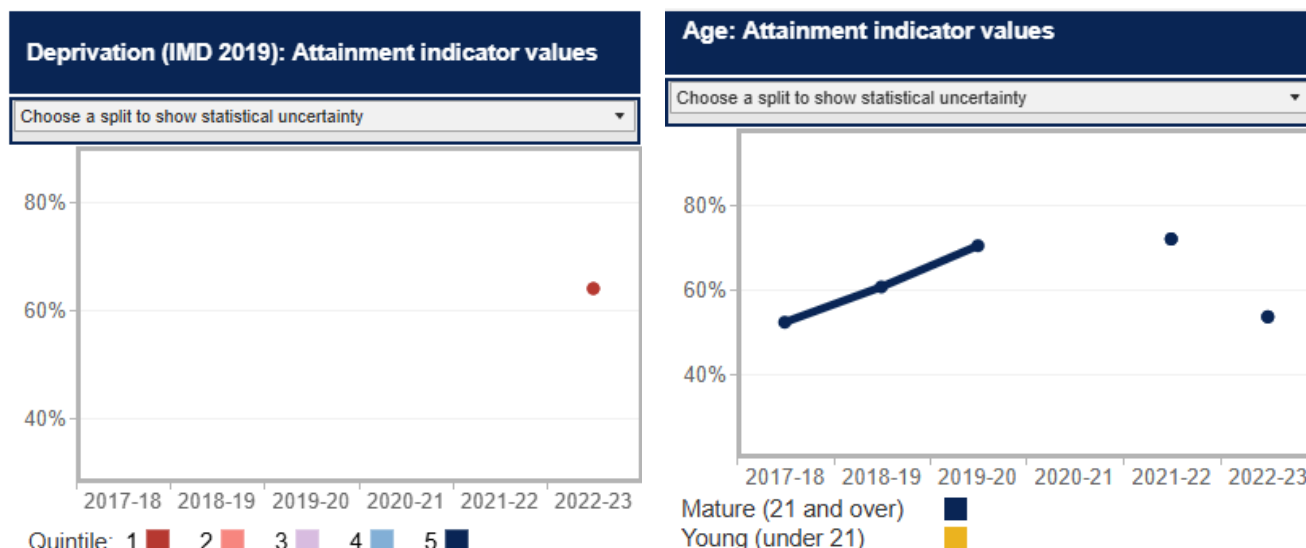 Deprivation (IMD 2019): Attainment indicator values
Choose a split to show statistical uncertainty
80%
60%
40%
2017-18 2018-19 2019-20 2020-21 2021-22 2022-23
Quintile: 1 2 3 4 5
Age: Attainment indicator values
Choose a split to show statistical uncertainty
80%
60%
40%
2017-18 2018-19 2019-20 2020-21 2021-22 2022-23
Mature (21 and over)
Young (under 21)